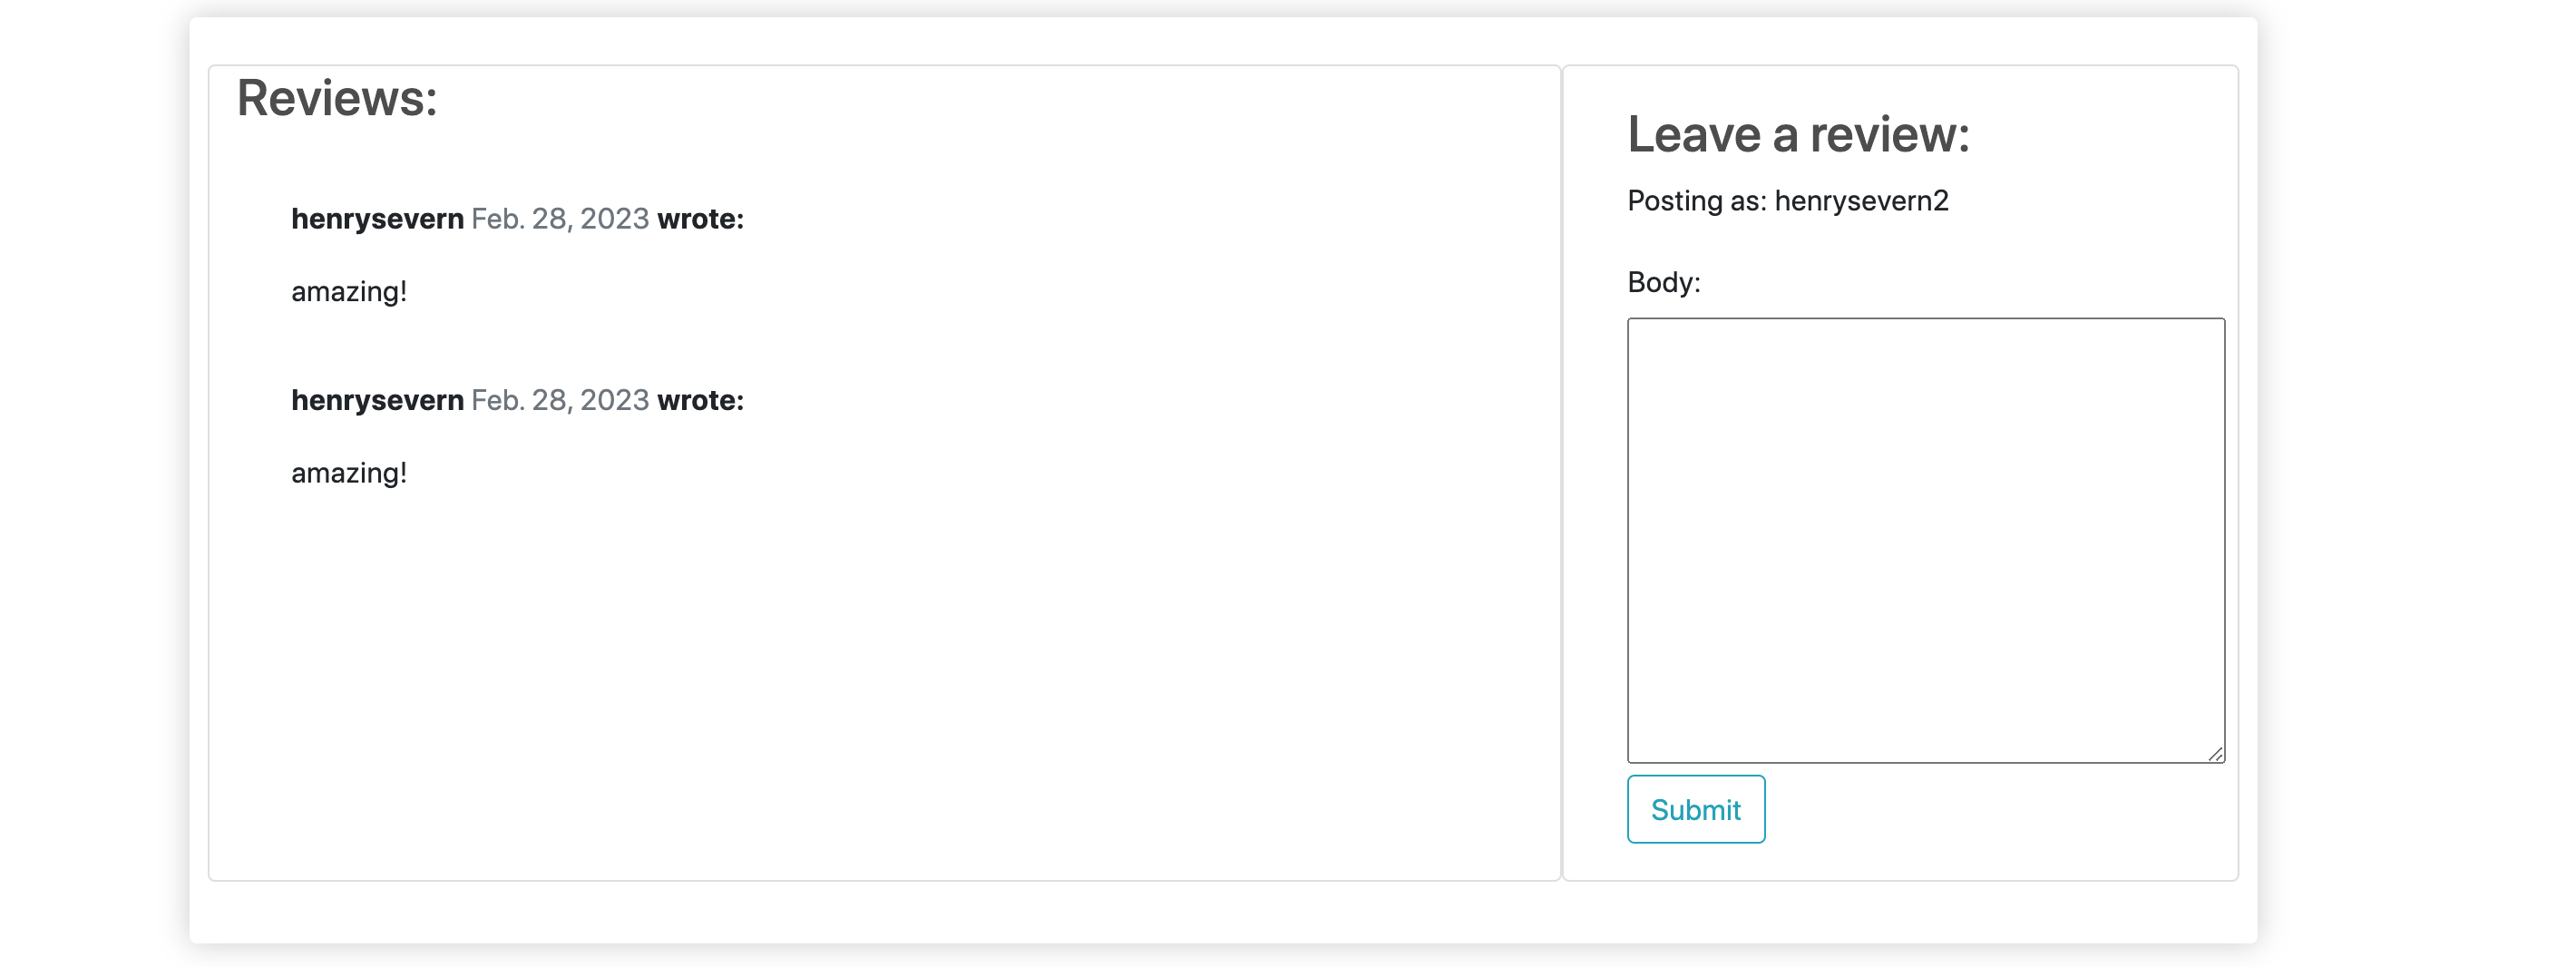 Reviews:
henrysevern Feb. 28, 2023 wrote:
amazing!
henrysevern Feb. 28, 2023 wrote:
amazing!
Leave a review:
Posting as: henrysevern2
Body:
Submit